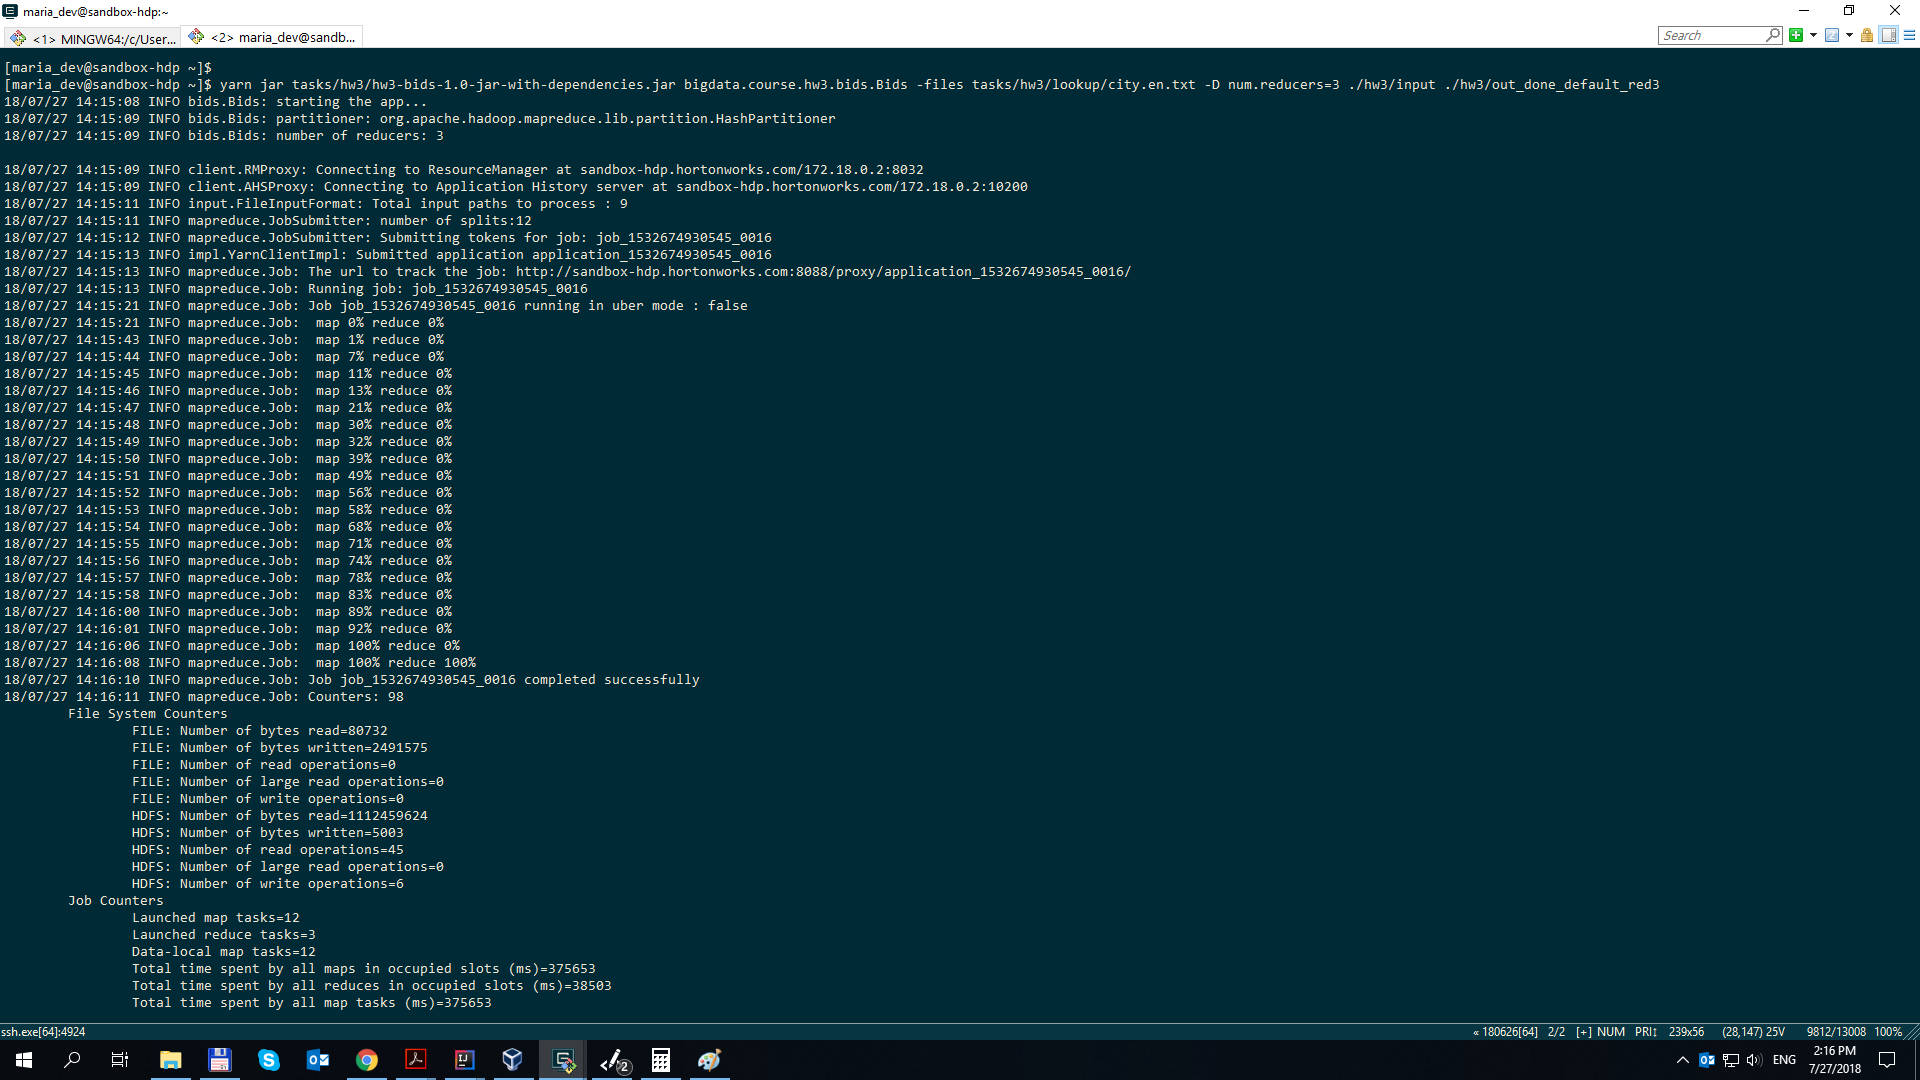 maria_dev@sandbox-hdp:~
<1> MINGW64:/c/User...
<2> maria_dev@sandb...
Search
[maria_dev@sandbox-hdp ~]$
[maria_dev@sandbox-hdp ~]$ yarn jar tasks/hw3/hw3-bids-1.0-jar-with-dependencies.jar bigdata.course.hw3.bids.Bids -files tasks/hw3/lookup/city.en.txt -D num.reducers=3 ./hw3/input ./hw3/out_done_default_red3
18/07/27 14:15:08 INFO bids.Bids: starting the app...
18/07/27 14:15:09 INFO bids.Bids: partitioner: org.apache.hadoop.mapreduce.lib.partition.HashPartitioner
18/07/27 14:15:09 INFO bids.Bids: number of reducers: 3
18/07/27 14:15:09 INFO client.RMProxy: Connecting to ResourceManager at sandbox-hdp.hortonworks.com/172.18.0.2:8032
18/07/27 14:15:09 INFO client.AHSProxy: Connecting to Application History server at sandbox-hdp.hortonworks.com/172.18.0.2:10200
18/07/27 14:15:11 INFO input.FileInputFormat: Total input paths to process : 9
18/07/27 14:15:11 INFO mapreduce.JobSubmitter: number of splits:12
18/07/27 14:15:12 INFO mapreduce.JobSubmitter: Submitting tokens for job: job_1532674930545_0016
18/07/27 14:15:13 INFO impl.YarnClientImpl: Submitted application application_1532674930545_0016
18/07/27 14:15:13 INFO mapreduce.Job: The url to track the job: http://sandbox-hdp.hortonworks.com:8088/proxy/application_1532674930545_0016/
18/07/27 14:15:13 INFO mapreduce.Job: Running job: job_1532674930545_0016
18/07/27 14:15:21 INFO mapreduce.Job: Job job_1532674930545_0016 running in uber mode : false
18/07/27 14:15:21 INFO mapreduce.Job:  map 0% reduce 0%
18/07/27 14:15:43 INFO mapreduce.Job:  map 1% reduce 0%
18/07/27 14:15:44 INFO mapreduce.Job:  map 7% reduce 0%
18/07/27 14:15:45 INFO mapreduce.Job:  map 11% reduce 0%
18/07/27 14:15:46 INFO mapreduce.Job:  map 13% reduce 0%
18/07/27 14:15:47 INFO mapreduce.Job:  map 21% reduce 0%
18/07/27 14:15:48 INFO mapreduce.Job:  map 30% reduce 0%
18/07/27 14:15:49 INFO mapreduce.Job:  map 32% reduce 0%
18/07/27 14:15:50 INFO mapreduce.Job:  map 39% reduce 0%
18/07/27 14:15:51 INFO mapreduce.Job:  map 49% reduce 0%
18/07/27 14:15:52 INFO mapreduce.Job:  map 56% reduce 0%
18/07/27 14:15:53 INFO mapreduce.Job:  map 58% reduce 0%
18/07/27 14:15:54 INFO mapreduce.Job:  map 68% reduce 0%
18/07/27 14:15:55 INFO mapreduce.Job:  map 71% reduce 0%
18/07/27 14:15:56 INFO mapreduce.Job:  map 74% reduce 0%
18/07/27 14:15:57 INFO mapreduce.Job:  map 78% reduce 0%
18/07/27 14:15:58 INFO mapreduce.Job:  map 83% reduce 0%
18/07/27 14:16:00 INFO mapreduce.Job:  map 89% reduce 0%
18/07/27 14:16:01 INFO mapreduce.Job:  map 92% reduce 0%
18/07/27 14:16:06 INFO mapreduce.Job:  map 100% reduce 0%
18/07/27 14:16:08 INFO mapreduce.Job:  map 100% reduce 100%
18/07/27 14:16:10 INFO mapreduce.Job: Job job_1532674930545_0016 completed successfully
18/07/27 14:16:11 INFO mapreduce.Job: Counters: 98
File System Counters
FILE: Number of bytes read=80732
FILE: Number of bytes written=2491575
FILE: Number of read operations=0
FILE: Number of large read operations=0
FILE: Number of write operations=0
HDFS: Number of bytes read=1112459624
HDFS: Number of bytes written=5003
HDFS: Number of read operations=45
HDFS: Number of large read operations=0
HDFS: Number of write operations=6
Job Counters
Launched map tasks=12
Launched reduce tasks=3
Data-local map tasks=12
Total time spent by all maps in occupied slots (ms)=375653
Total time spent by all reduces in occupied slots (ms)=38503
Total time spent by all map tasks (ms)=375653
ssh.exe[64]:4924
« 180626[64] 2/2 [+] NUM PRI↕ 239x56 (28,147) 25V 9812/13008 100%
ENG
2:16 PM
7/27/2018
2